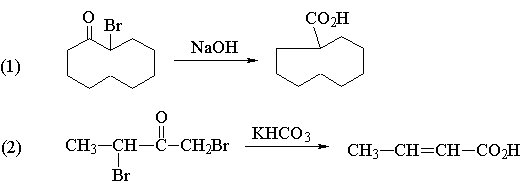 O
Br
CO₂H
(1)
NaOH
O
(2)
CH₃—CH—C—CH₂Br
KHCO₃
CH₃—CH=CH—CO₂H
Br